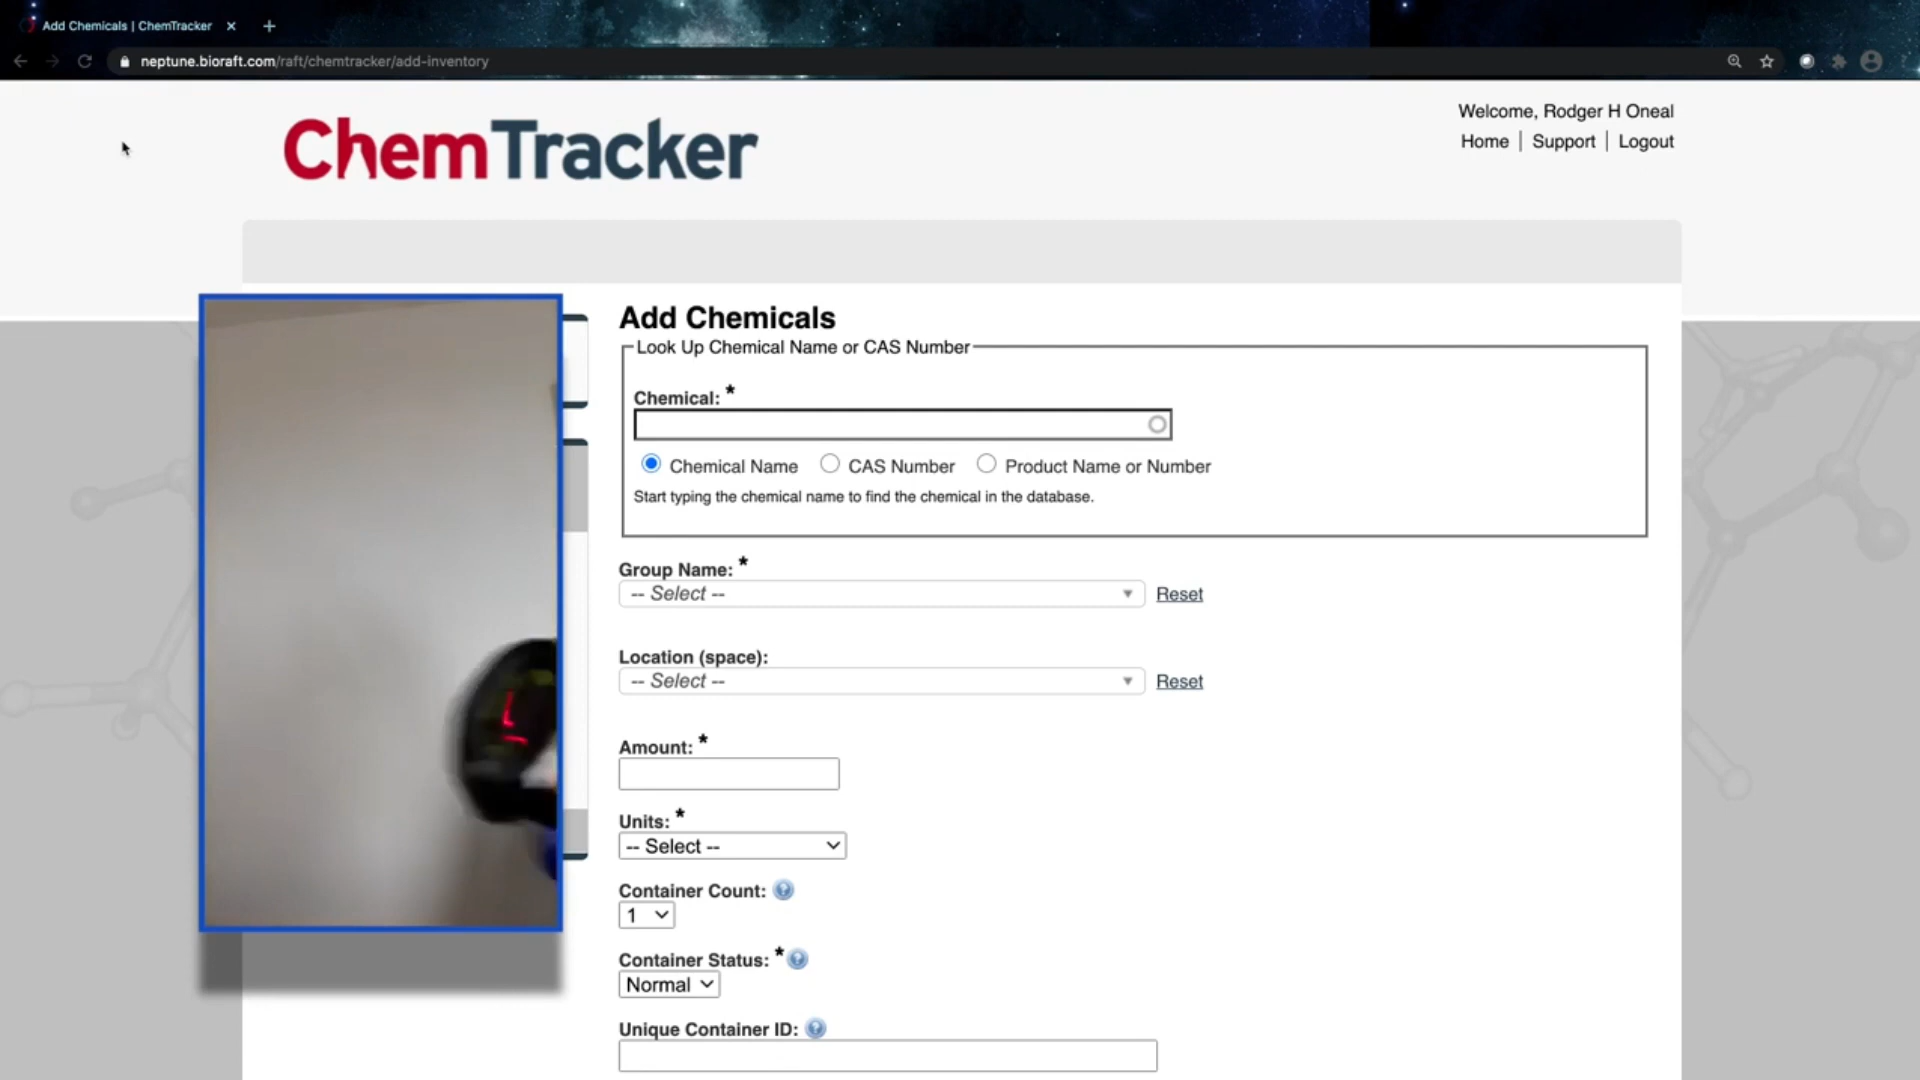 Add Chemicals | ChemTracker
neptune.bioraft.com/raft/chemtracker/add-inventory
ChemTracker
Welcome, Rodger H Oneal
Home | Support | Logout
Add Chemicals
Look Up Chemical Name or CAS Number
Chemical: *
Chemical Name CAS Number Product Name or Number
Start typing the chemical name to find the chemical in the database.
Group Name: *
-- Select -- Reset
Location (space):
-- Select -- Reset
Amount: *
Units: *
-- Select --
Container Count: ?
1
Container Status: * ?
Normal
Unique Container ID: ?